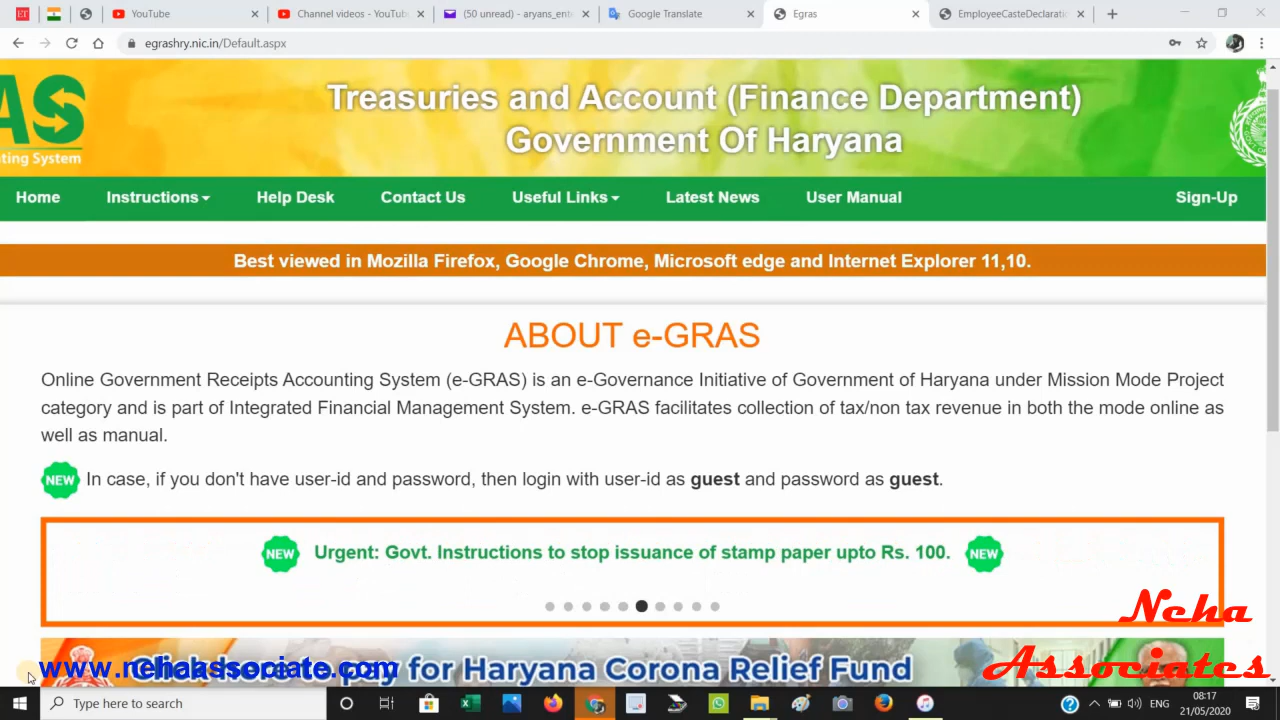 YouTube
Channel videos - YouTub
(50 unread) - aryans_ent
Google Translate
Egras
EmployeeCasteDeclarati
egrashry.nic.in/Default.aspx
AS
ting System
Treasuries and Account (Finance Department)
Government Of Haryana
Home Instructions Help Desk Contact Us Useful Links Latest News User Manual Sign-Up
Best viewed in Mozilla Firefox, Google Chrome, Microsoft edge and Internet Explorer 11,10.
ABOUT e-GRAS
Online Government Receipts Accounting System (e-GRAS) is an e-Governance Initiative of Government of Haryana under Mission Mode Project
category and is part of Integrated Financial Management System. e-GRAS facilitates collection of tax/non tax revenue in both the mode online as
well as manual.
NEW In case, if you don't have user-id and password, then login with user-id as guest and password as guest.
NEW Urgent: Govt. Instructions to stop issuance of stamp paper upto Rs. 100. NEW
Neha
Associates
for Haryana Corona Relief Fund
www.nehakshoeiate.com
Type here to search
ENG
08:17
21/05/2020